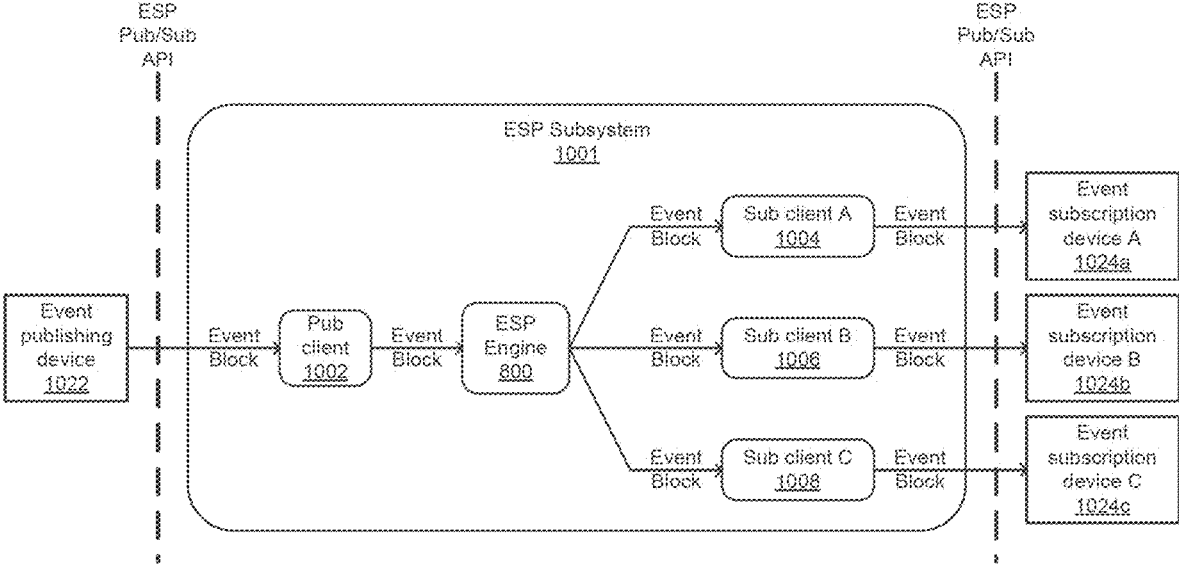 ESP
Pub/Sub
API
ESP
Pub/Sub
API
ESP Subsystem
1001
Event
publishing
device
1022
Event
Block
Pub
client
1002
Event
Block
ESP
Engine
800
Event
Block
Sub client A
1004
Event
Block
Event
subscription
device A
1024a
Event
Block
Sub client B
1006
Event
Block
Event
subscription
device B
1024b
Event
Block
Sub client C
1008
Event
Block
Event
subscription
device C
1024c